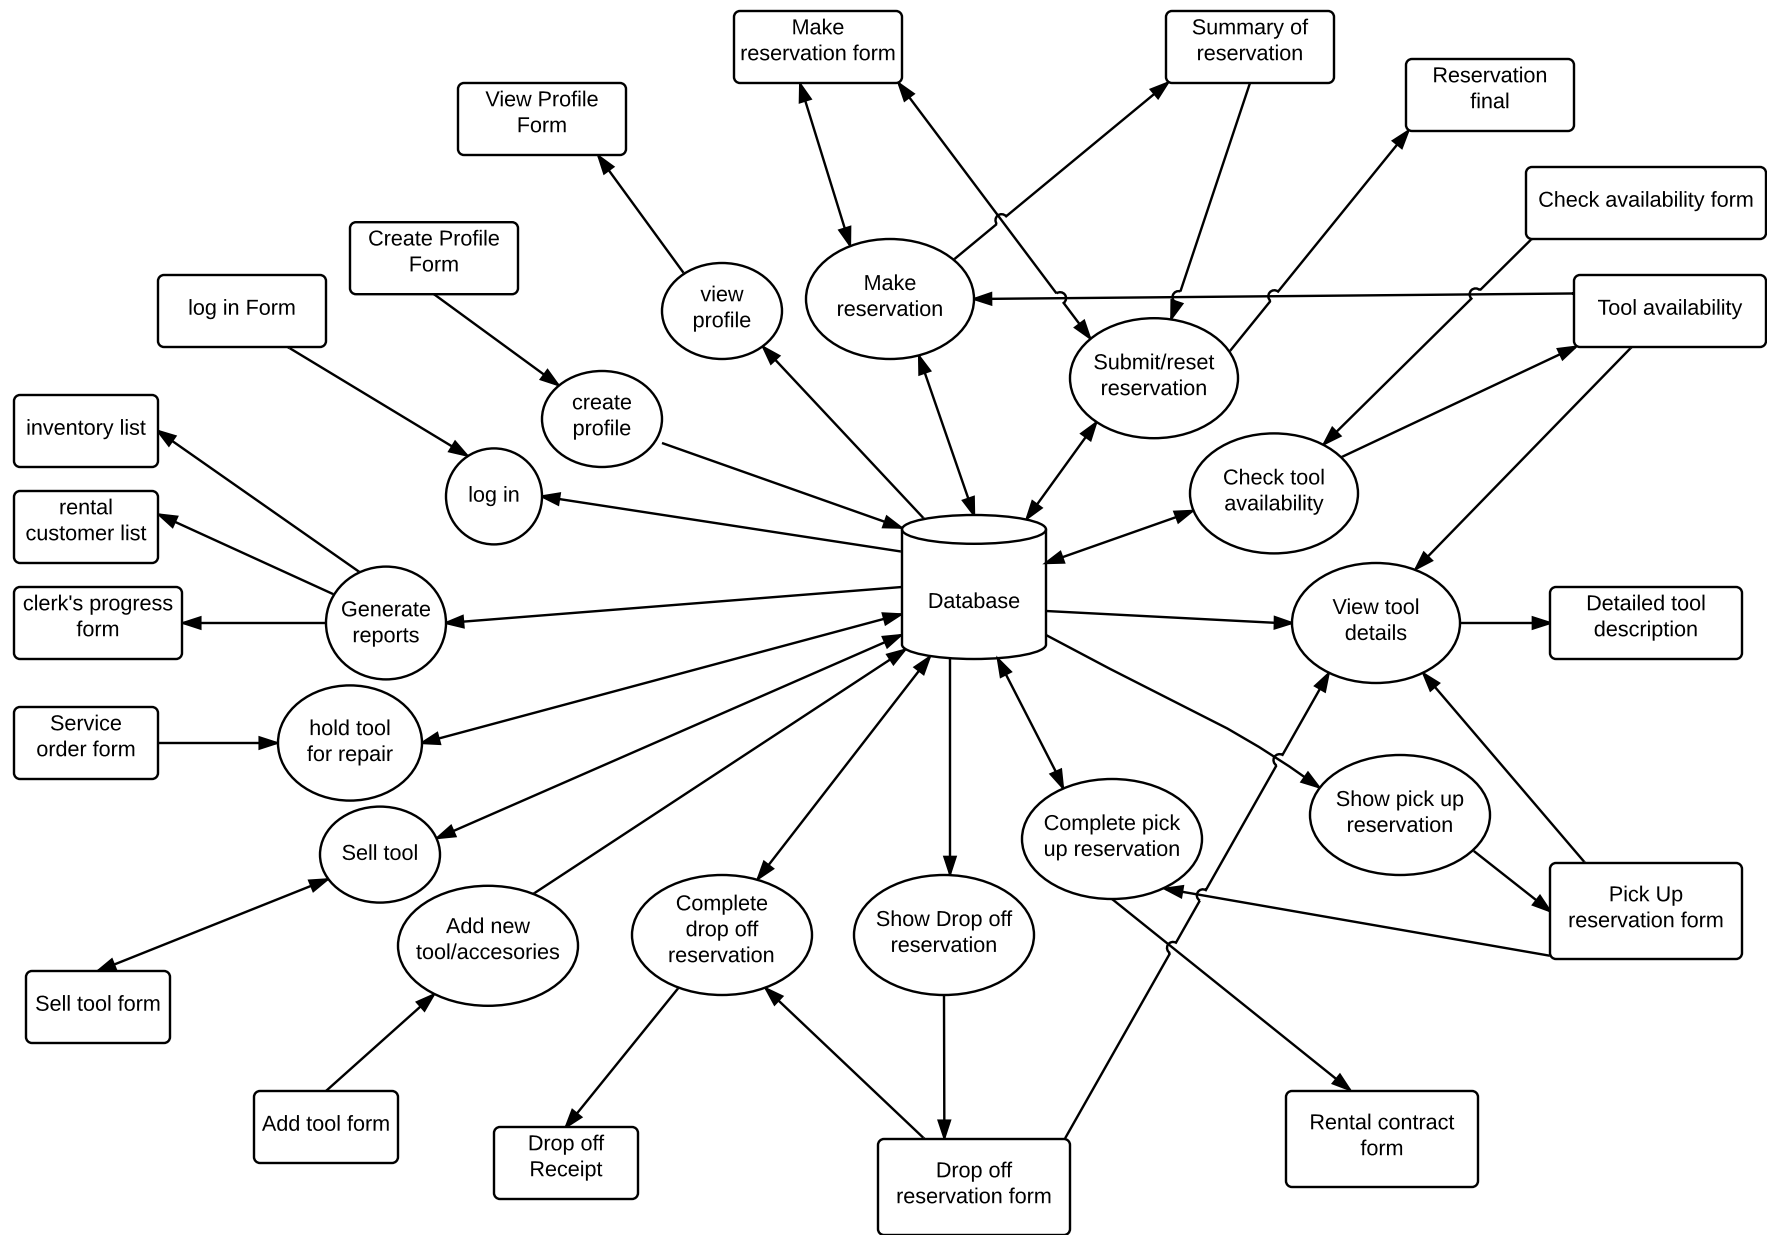 Make
reservation form
Summary of
reservation
Reservation
final
View Profile
Form
Check availability form
Create Profile
Form
log in Form
view
profile
Make
reservation
Tool availability
Submit/reset
reservation
inventory list
create
profile
log in
Check tool
availability
rental
customer list
clerk's progress
form
Generate
reports
Database
View tool
details
Detailed tool
description
Service
order form
hold tool
for repair
Sell tool
Complete pick
up reservation
Show pick up
reservation
Add new
tool/accesories
Complete
drop off
reservation
Show Drop off
reservation
Pick Up
reservation form
Sell tool form
Add tool form
Drop off
Receipt
Drop off
reservation form
Rental contract
form